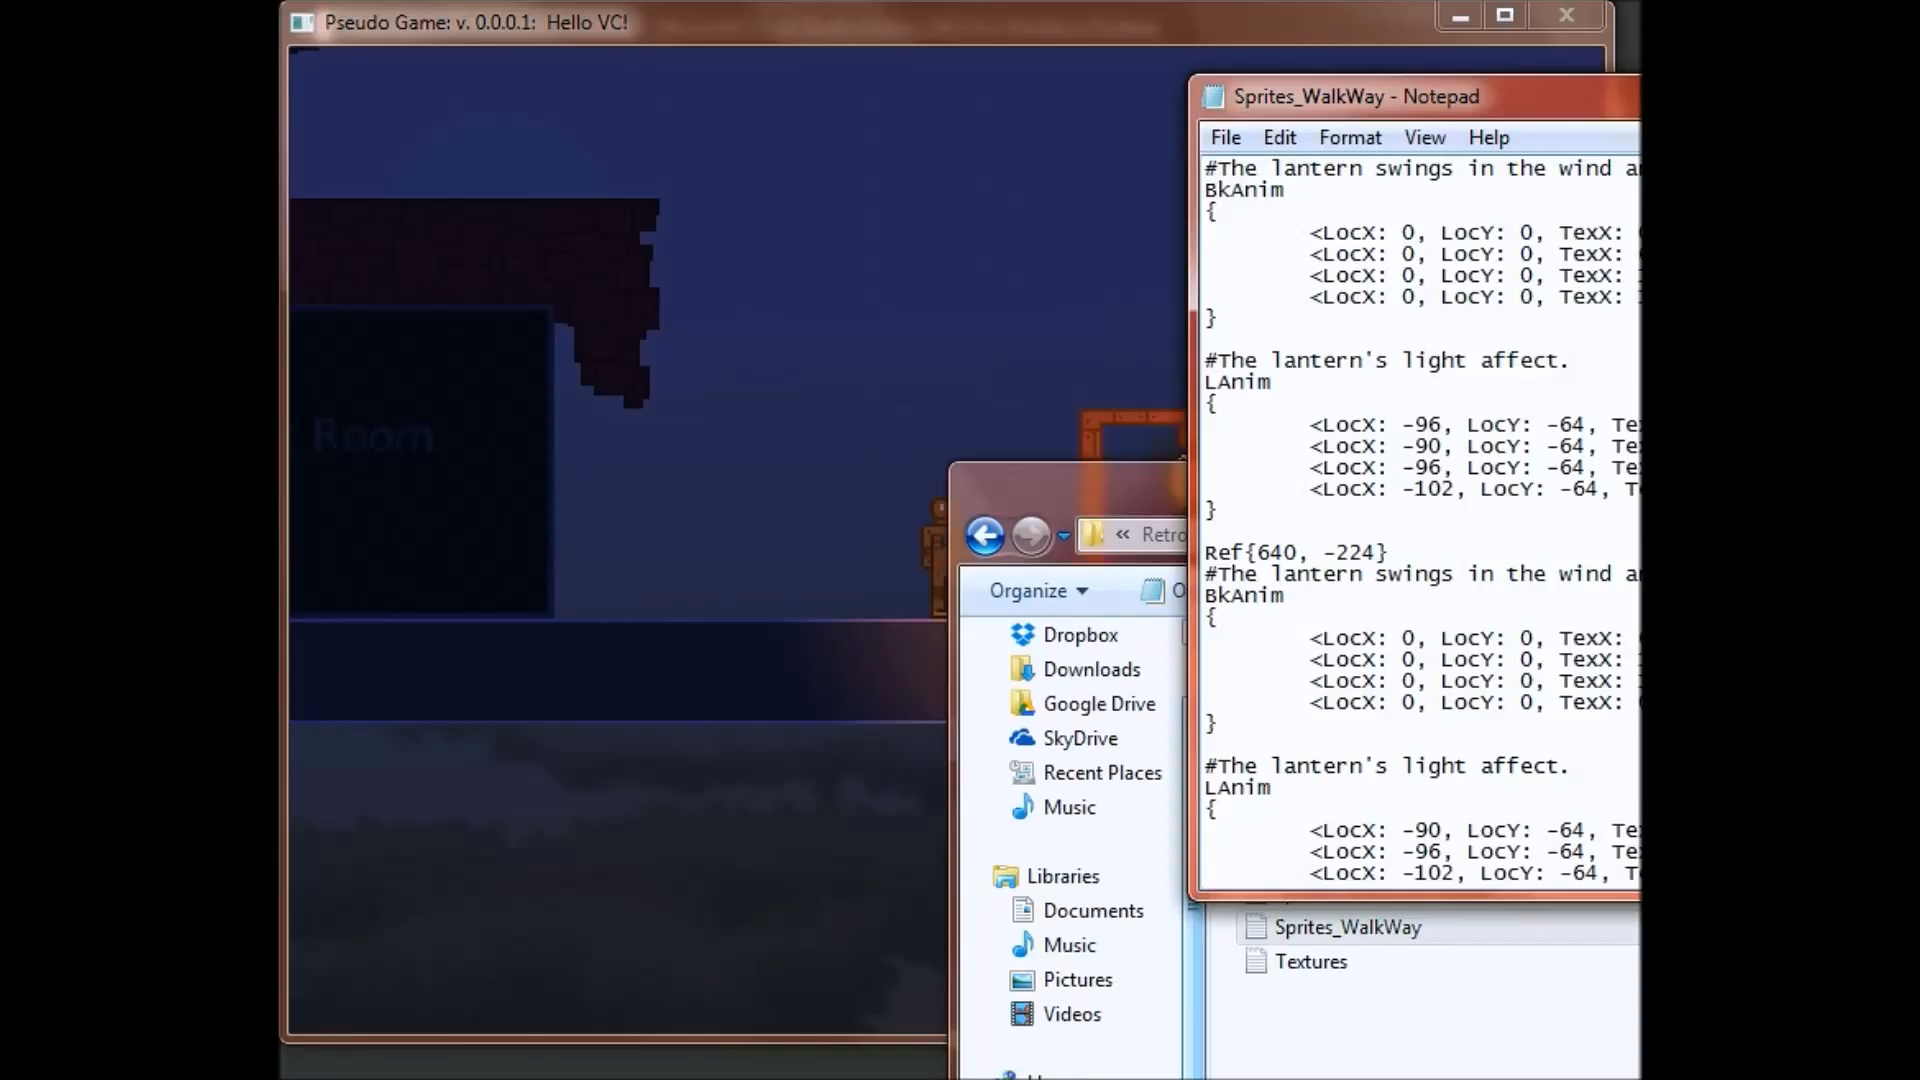 Pseudo Game: v. 0.0.0.1: Hello VC!
Room
Sprites_WalkWay - Notepad
File Edit Format View Help
#The lantern swings in the wind
BkAnim
{
<LocX: 0, LocY: 0, TexX:
<LocX: 0, LocY: 0, TexX:
<LocX: 0, LocY: 0, TexX:
<LocX: 0, LocY: 0, TexX:
}
#The lantern's light affect.
LAnim
{
<LocX: -96, LocY: -64,
<LocX: -90, LocY: -64,
<LocX: -96, LocY: -64,
<LocX: -102, LocY: -64,
}
Ref{640, -224}
#The lantern swings in the wind
BkAnim
{
<LocX: 0, LocY: 0, TexX:
<LocX: 0, LocY: 0, TexX:
<LocX: 0, LocY: 0, TexX:
<LocX: 0, LocY: 0, TexX:
}
#The lantern's light affect.
LAnim
{
<LocX: -90, LocY: -64,
<LocX: -96, LocY: -64,
<LocX: -102, LocY: -64,
« Retro
Organize
Dropbox
Downloads
Google Drive
SkyDrive
Recent Places
Music
Libraries
Documents
Music
Pictures
Videos
Sprites_WalkWay
Textures